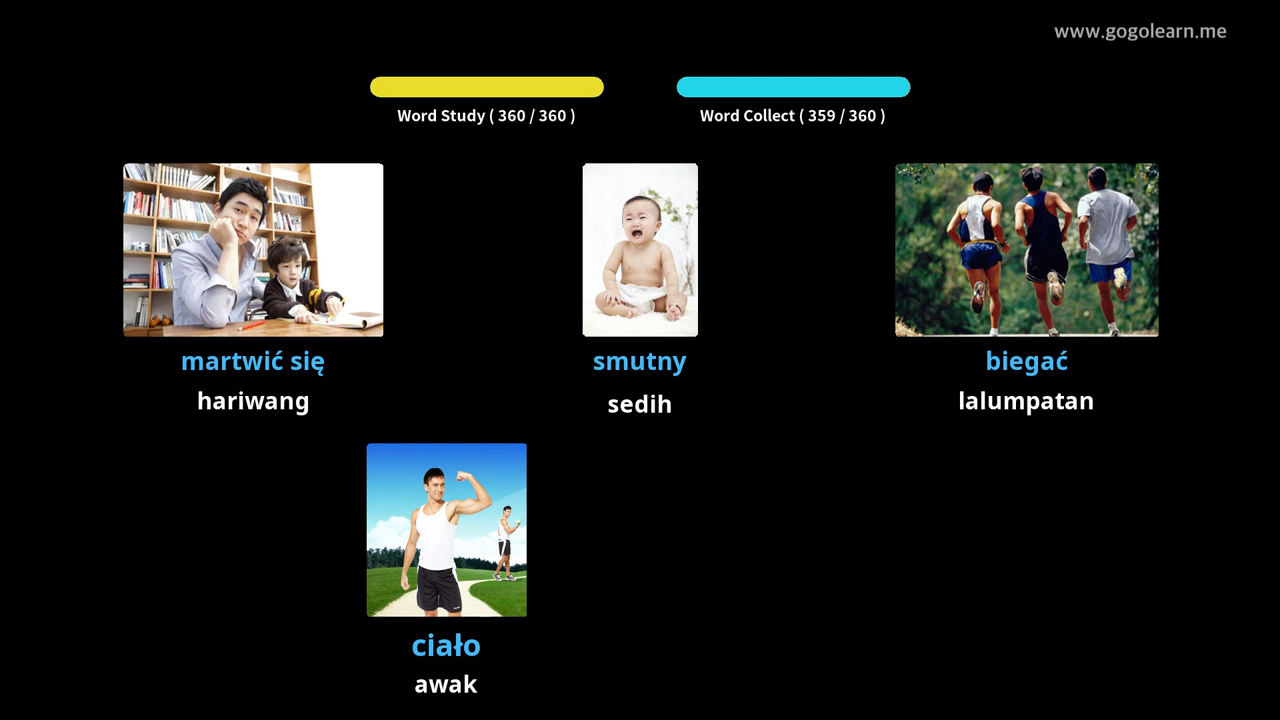 www.gogolearn.me
Word Study ( 360 / 360 )
Word Collect ( 359 / 360 )
martwić się
hariwang
smutny
sedih
biegać
lalumpatan
ciało
awak